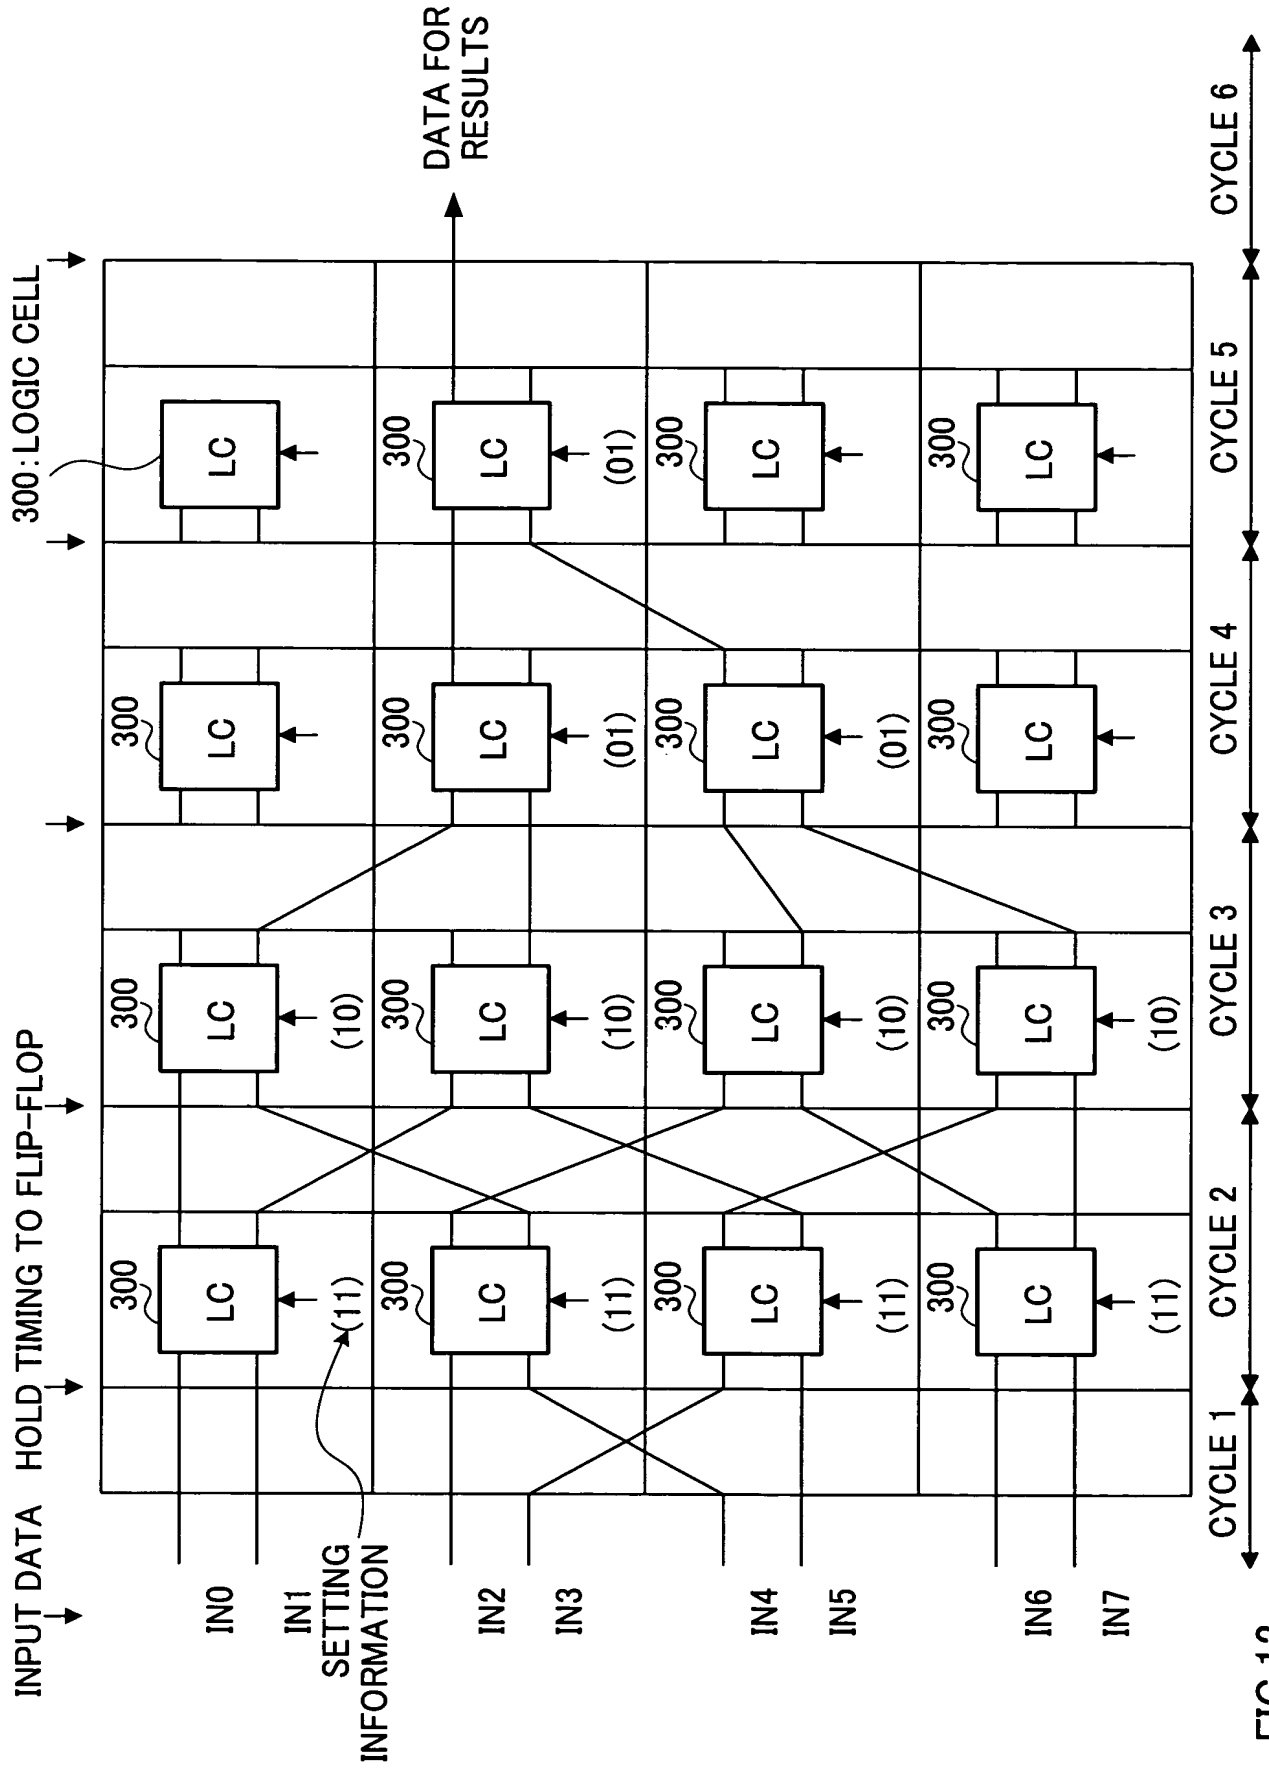 INPUT DATA HOLD TIMING TO FLIP-FLOP
300:LOGIC CELL
300 300 300
IN0 LC LC LC LC
IN1
SETTING INFORMATION
(11) (10)
300 300 300 300
DATA FOR RESULTS
IN2 LC LC LC LC
IN3
(11) (10) (01) (01)
300 300 300 300
IN4 LC LC LC LC
IN5
(11) (10) (01)
300 300 300 300
IN6 LC LC LC LC
IN7
(11) (10)
CYCLE 1 CYCLE 2 CYCLE 3 CYCLE 4 CYCLE 5 CYCLE 6
FIG